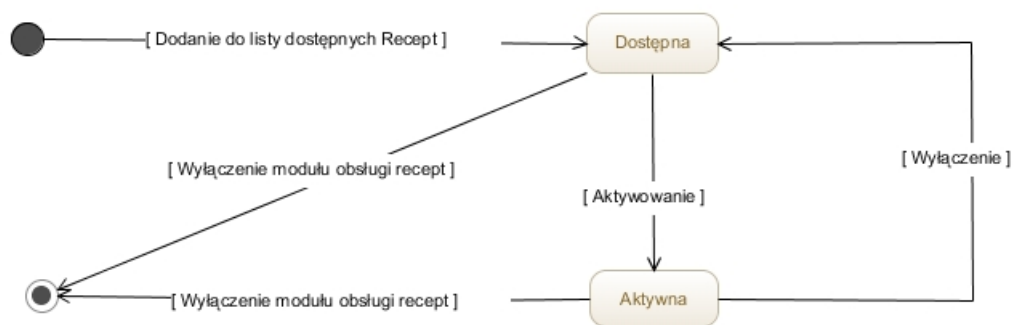 [ Dodanie do listy dostępnych Recept ]
Dostępna
[ Wyłączenie ]
[ Wyłączenie modułu obsługi recept ]
[ Aktywowanie ]
[ Wyłączenie modułu obsługi recept ]
Aktywna